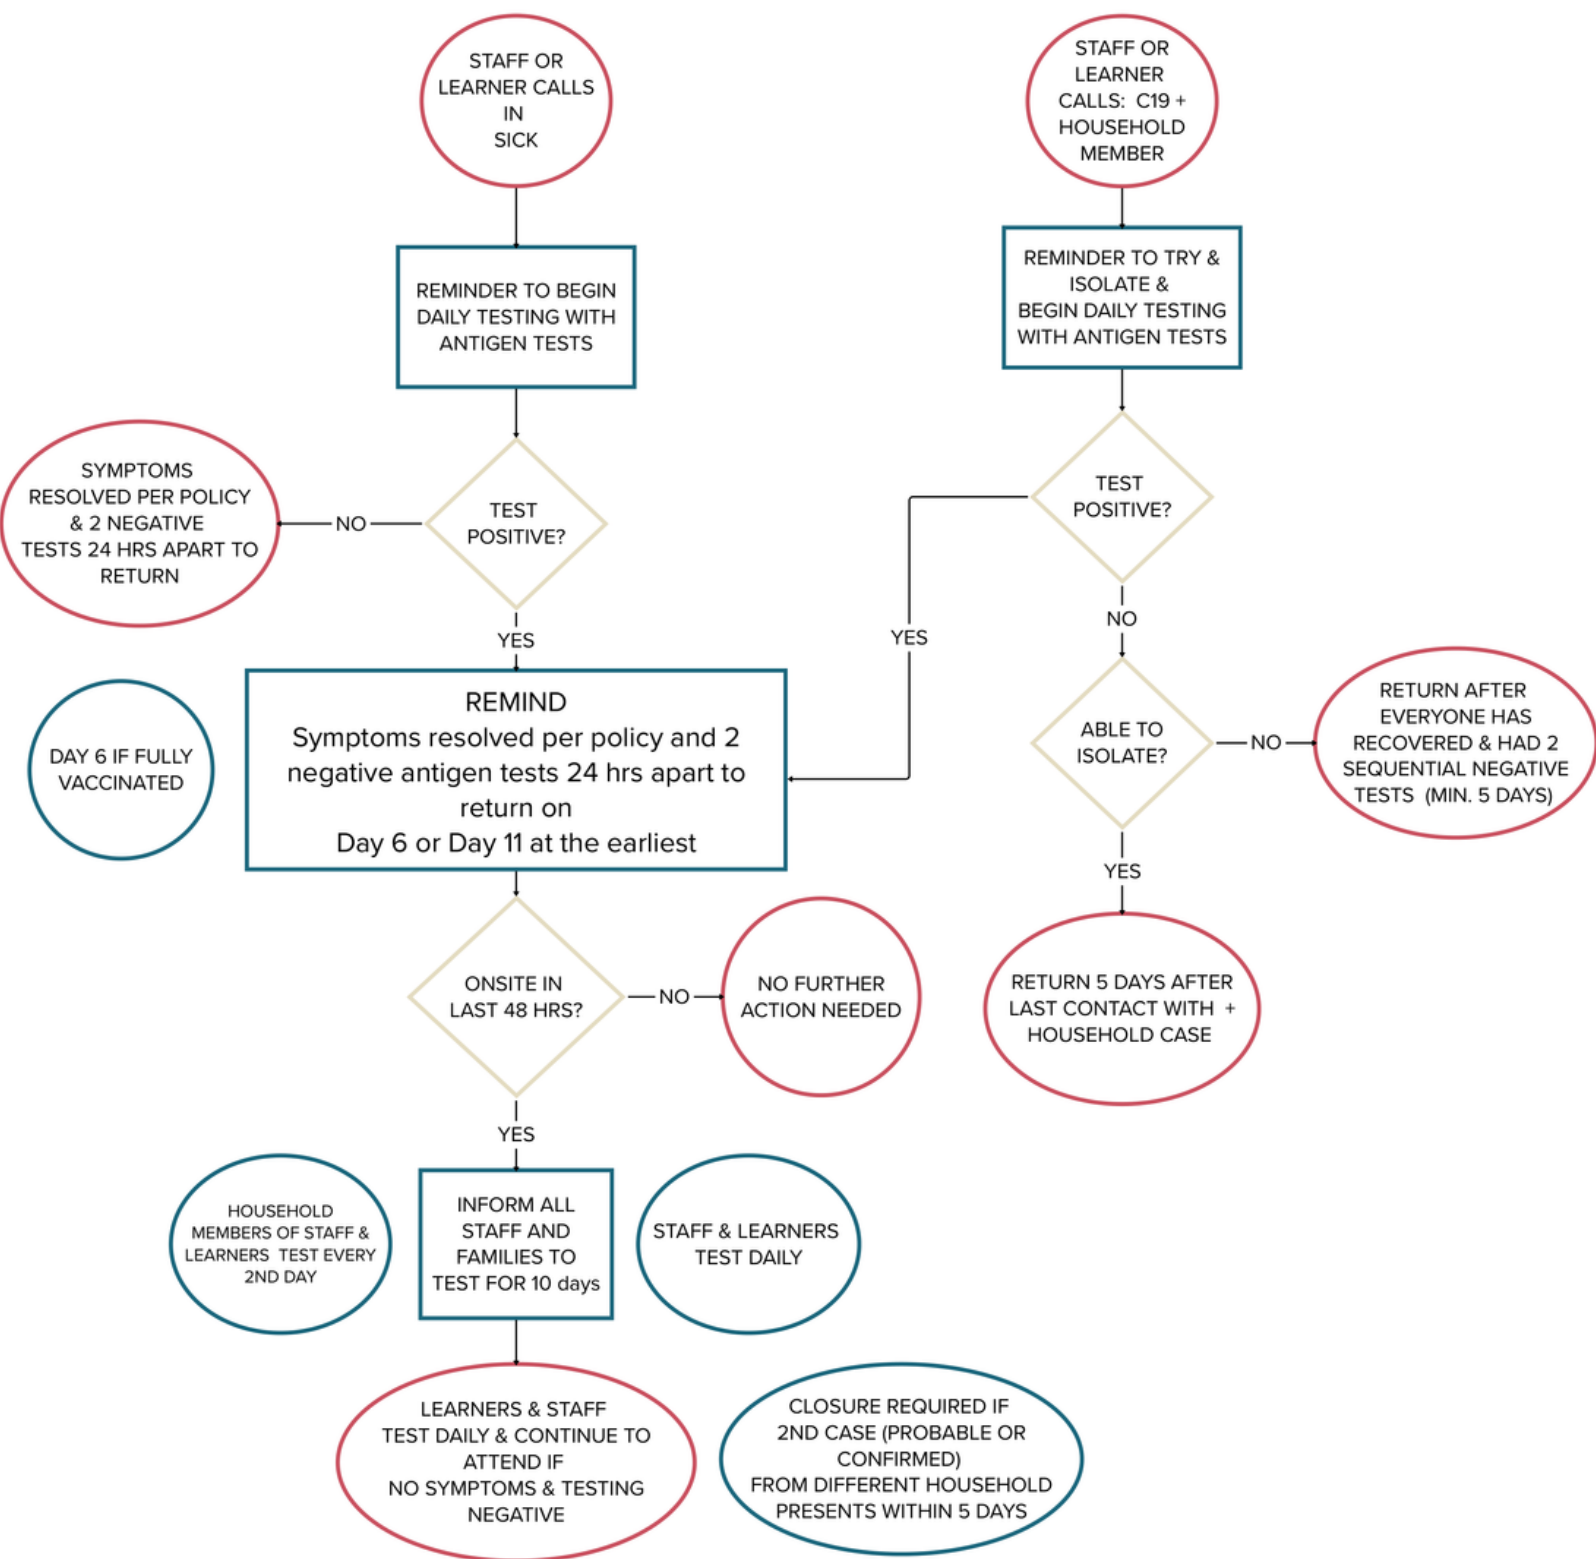 STAFF OR
LEARNER CALLS
IN
SICK
STAFF OR
LEARNER
CALLS: C19 +
HOUSEHOLD
MEMBER
REMINDER TO BEGIN
DAILY TESTING WITH
ANTIGEN TESTS
REMINDER TO TRY &
ISOLATE &
BEGIN DAILY TESTING
WITH ANTIGEN TESTS
SYMPTOMS
RESOLVED PER POLICY
& 2 NEGATIVE
TESTS 24 HRS APART TO
RETURN
NO
TEST
POSITIVE?
TEST
POSITIVE?
YES
YES
NO
DAY 6 IF FULLY
VACCINATED
REMIND
Symptoms resolved per policy and 2
negative antigen tests 24 hrs apart to
return on
Day 6 or Day 11 at the earliest
ABLE TO
ISOLATE?
NO
RETURN AFTER
EVERYONE HAS
RECOVERED & HAD 2
SEQUENTIAL NEGATIVE
TESTS (MIN. 5 DAYS)
YES
ONSITE IN
LAST 48 HRS?
NO
NO FURTHER
ACTION NEEDED
RETURN 5 DAYS AFTER
LAST CONTACT WITH +
HOUSEHOLD CASE
YES
HOUSEHOLD
MEMBERS OF STAFF &
LEARNERS TEST EVERY
2ND DAY
INFORM ALL
STAFF AND
FAMILIES TO
TEST FOR 10 days
STAFF & LEARNERS
TEST DAILY
LEARNERS & STAFF
TEST DAILY & CONTINUE TO
ATTEND IF
NO SYMPTOMS & TESTING
NEGATIVE
CLOSURE REQUIRED IF
2ND CASE (PROBABLE OR
CONFIRMED)
FROM DIFFERENT HOUSEHOLD
PRESENTS WITHIN 5 DAYS